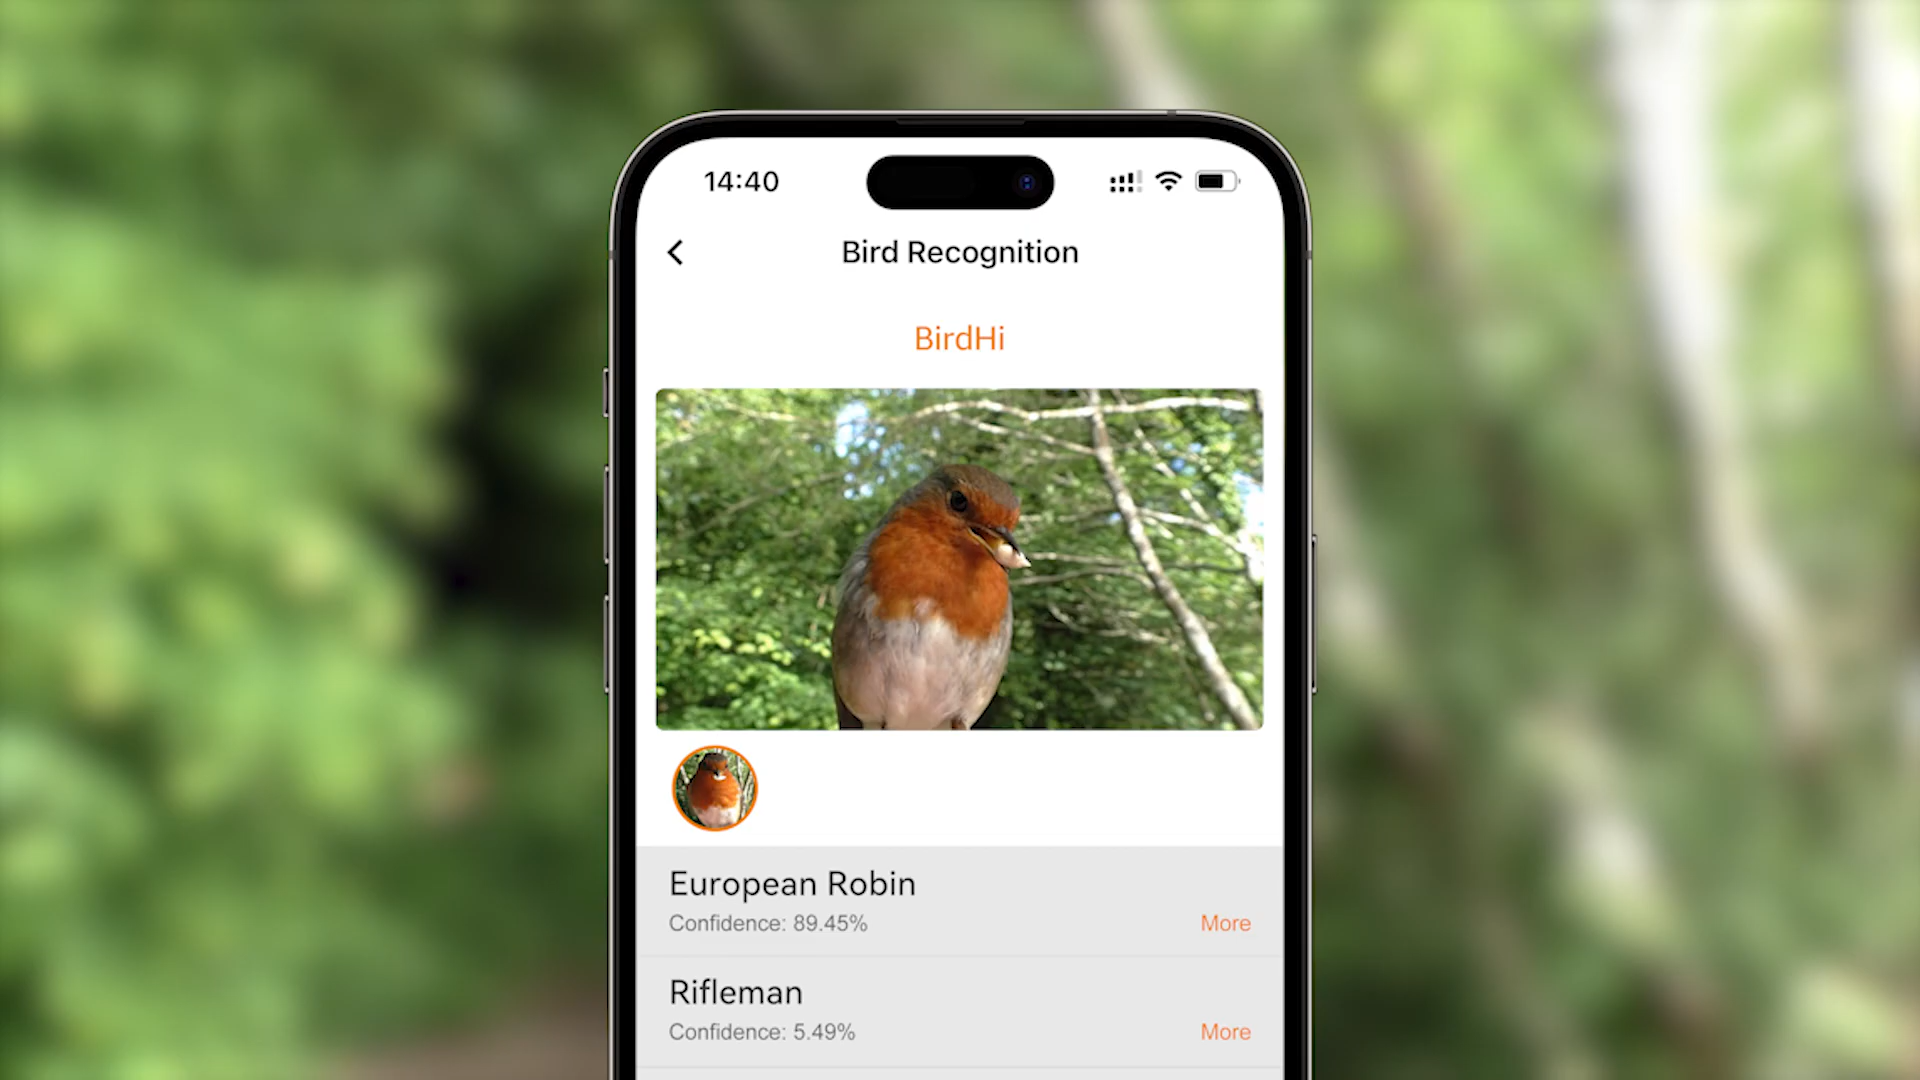 14:40
Bird Recognition
BirdHi
European Robin
Confidence: 89.45%
More
Rifleman
Confidence: 5.49%
More